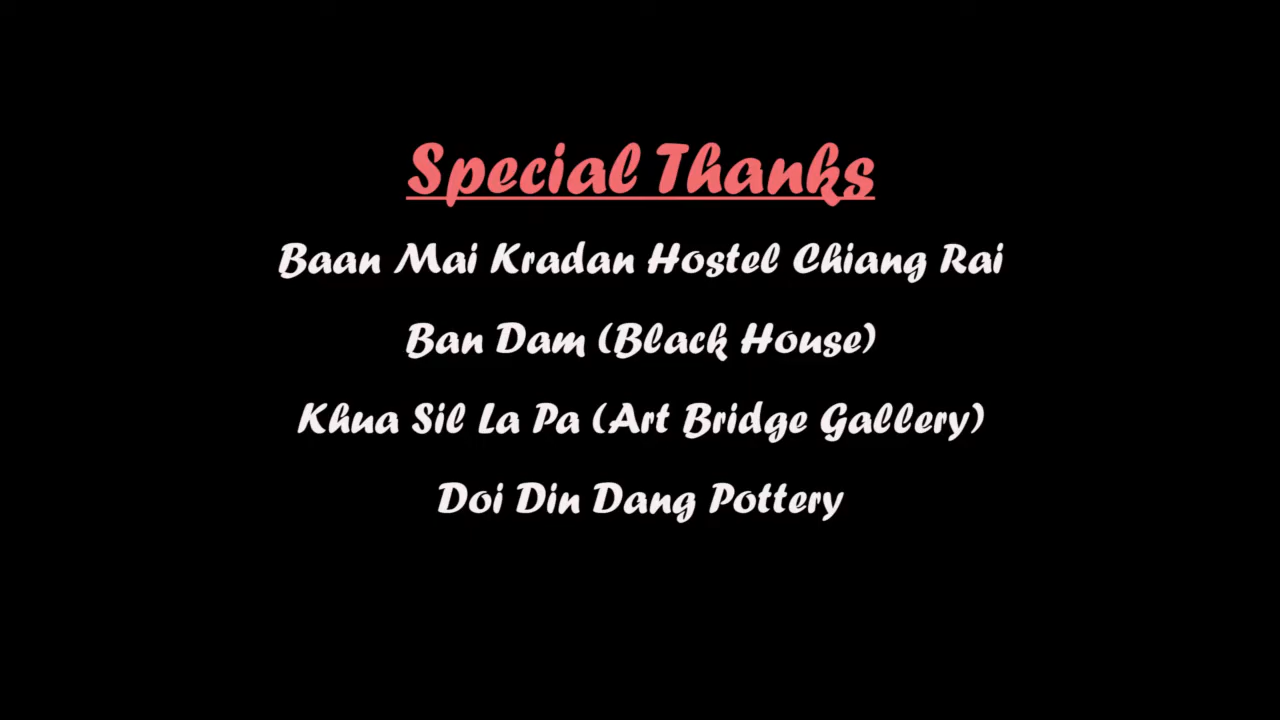 Special Thanks
Baan Mai Kradan Hostel Chiang Rai
Ban Dam (Black House)
Khua Sil La Pa (Art Bridge Gallery)
Doi Din Dang Pottery